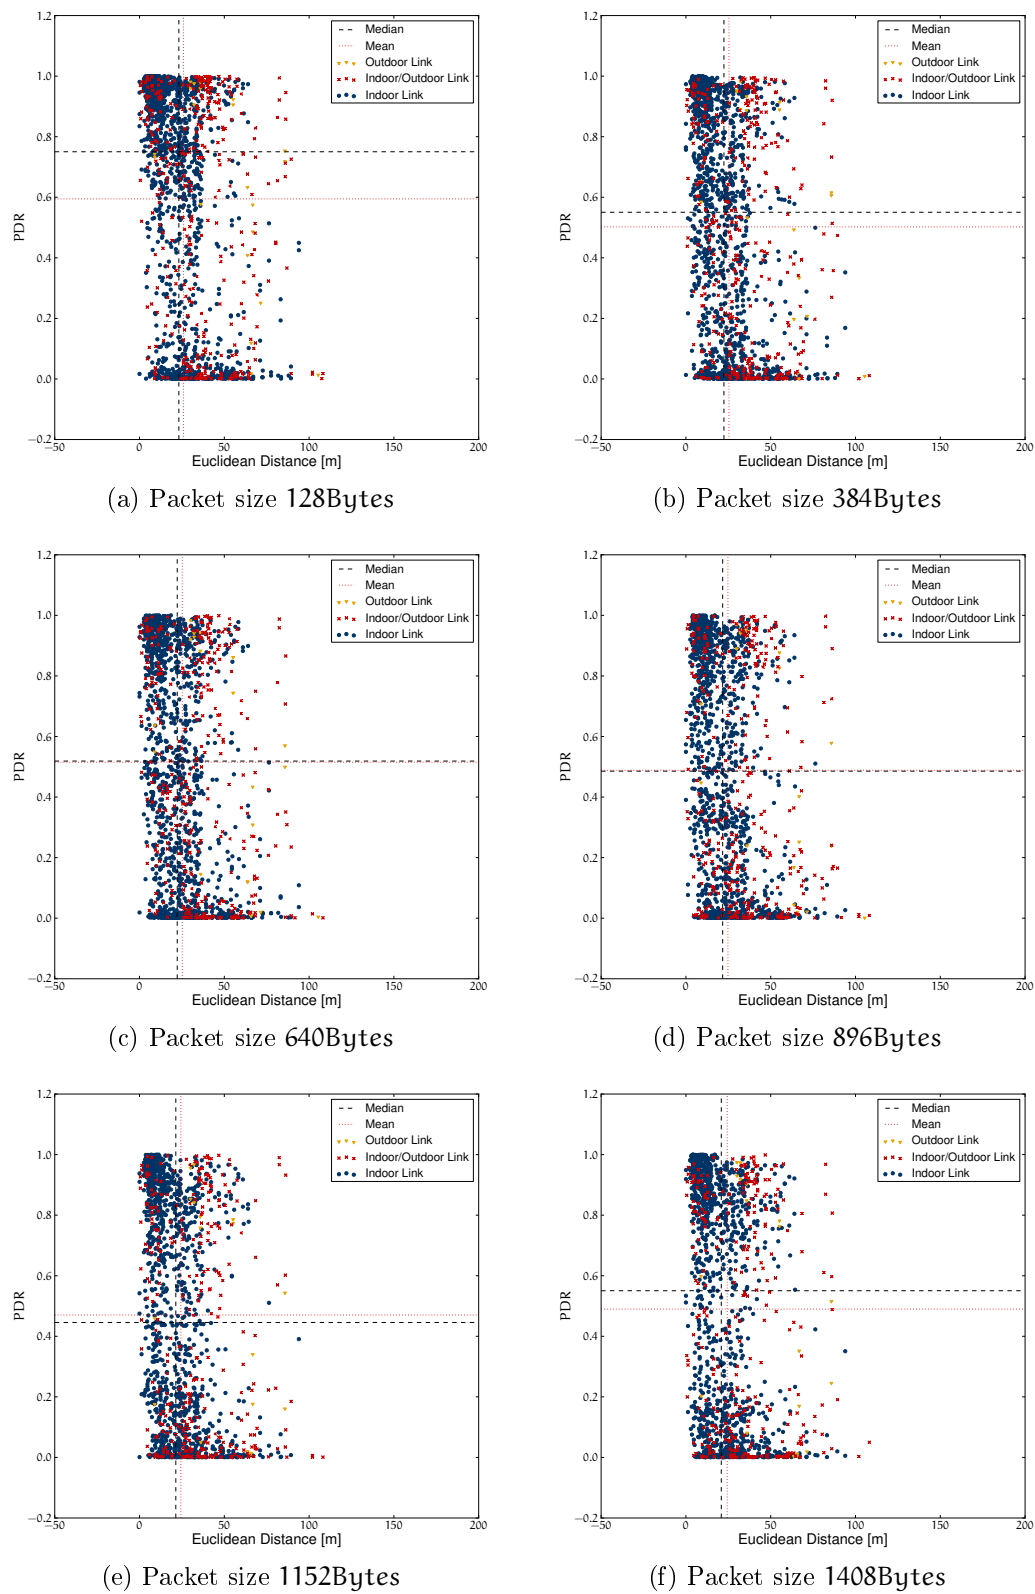 1.2
1.0
0.8
0.6
0.4
0.2
0.0
−0.2
−50
0
50
100
150
200
PDR
Euclidean Distance [m]
Median
Mean
Outdoor Link
Indoor/Outdoor Link
Indoor Link
(a) Packet size 128Bytes
1.2
1.0
0.8
0.6
0.4
0.2
0.0
−0.2
−50
0
50
100
150
200
PDR
Euclidean Distance [m]
Median
Mean
Outdoor Link
Indoor/Outdoor Link
Indoor Link
(b) Packet size 384Bytes
1.2
1.0
0.8
0.6
0.4
0.2
0.0
−0.2
−50
0
50
100
150
200
PDR
Euclidean Distance [m]
Median
Mean
Outdoor Link
Indoor/Outdoor Link
Indoor Link
(c) Packet size 640Bytes
1.2
1.0
0.8
0.6
0.4
0.2
0.0
−0.2
−50
0
50
100
150
200
PDR
Euclidean Distance [m]
Median
Mean
Outdoor Link
Indoor/Outdoor Link
Indoor Link
(d) Packet size 896Bytes
1.2
1.0
0.8
0.6
0.4
0.2
0.0
−0.2
−50
0
50
100
150
200
PDR
Euclidean Distance [m]
Median
Mean
Outdoor Link
Indoor/Outdoor Link
Indoor Link
(e) Packet size 1152Bytes
1.2
1.0
0.8
0.6
0.4
0.2
0.0
−0.2
−50
0
50
100
150
200
PDR
Euclidean Distance [m]
Median
Mean
Outdoor Link
Indoor/Outdoor Link
Indoor Link
(f) Packet size 1408Bytes